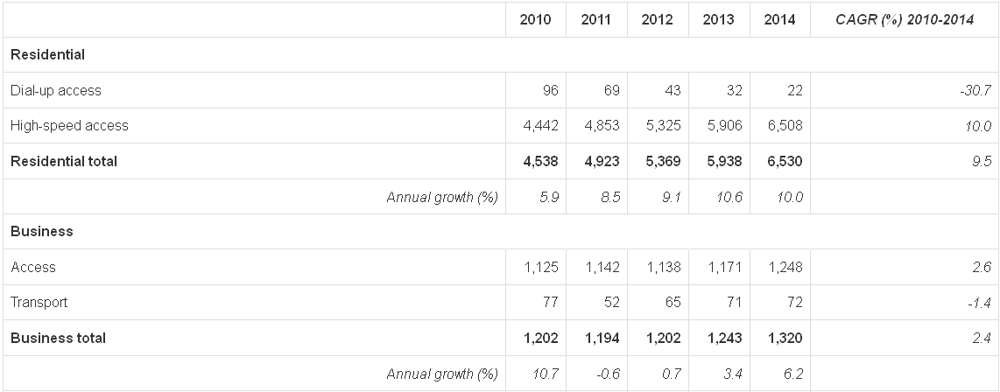 2010 2011 2012 2013 2014 CAGR (%) 2010-2014
Residential
Dial-up access 96 69 43 32 22 -30.7
High-speed access 4,442 4,853 5,325 5,906 6,508 10.0
Residential total 4,538 4,923 5,369 5,938 6,530 9.5
Annual growth (%) 5.9 8.5 9.1 10.6 10.0
Business
Access 1,125 1,142 1,138 1,171 1,248 2.6
Transport 77 52 65 71 72 -1.4
Business total 1,202 1,194 1,202 1,243 1,320 2.4
Annual growth (%) 10.7 -0.6 0.7 3.4 6.2